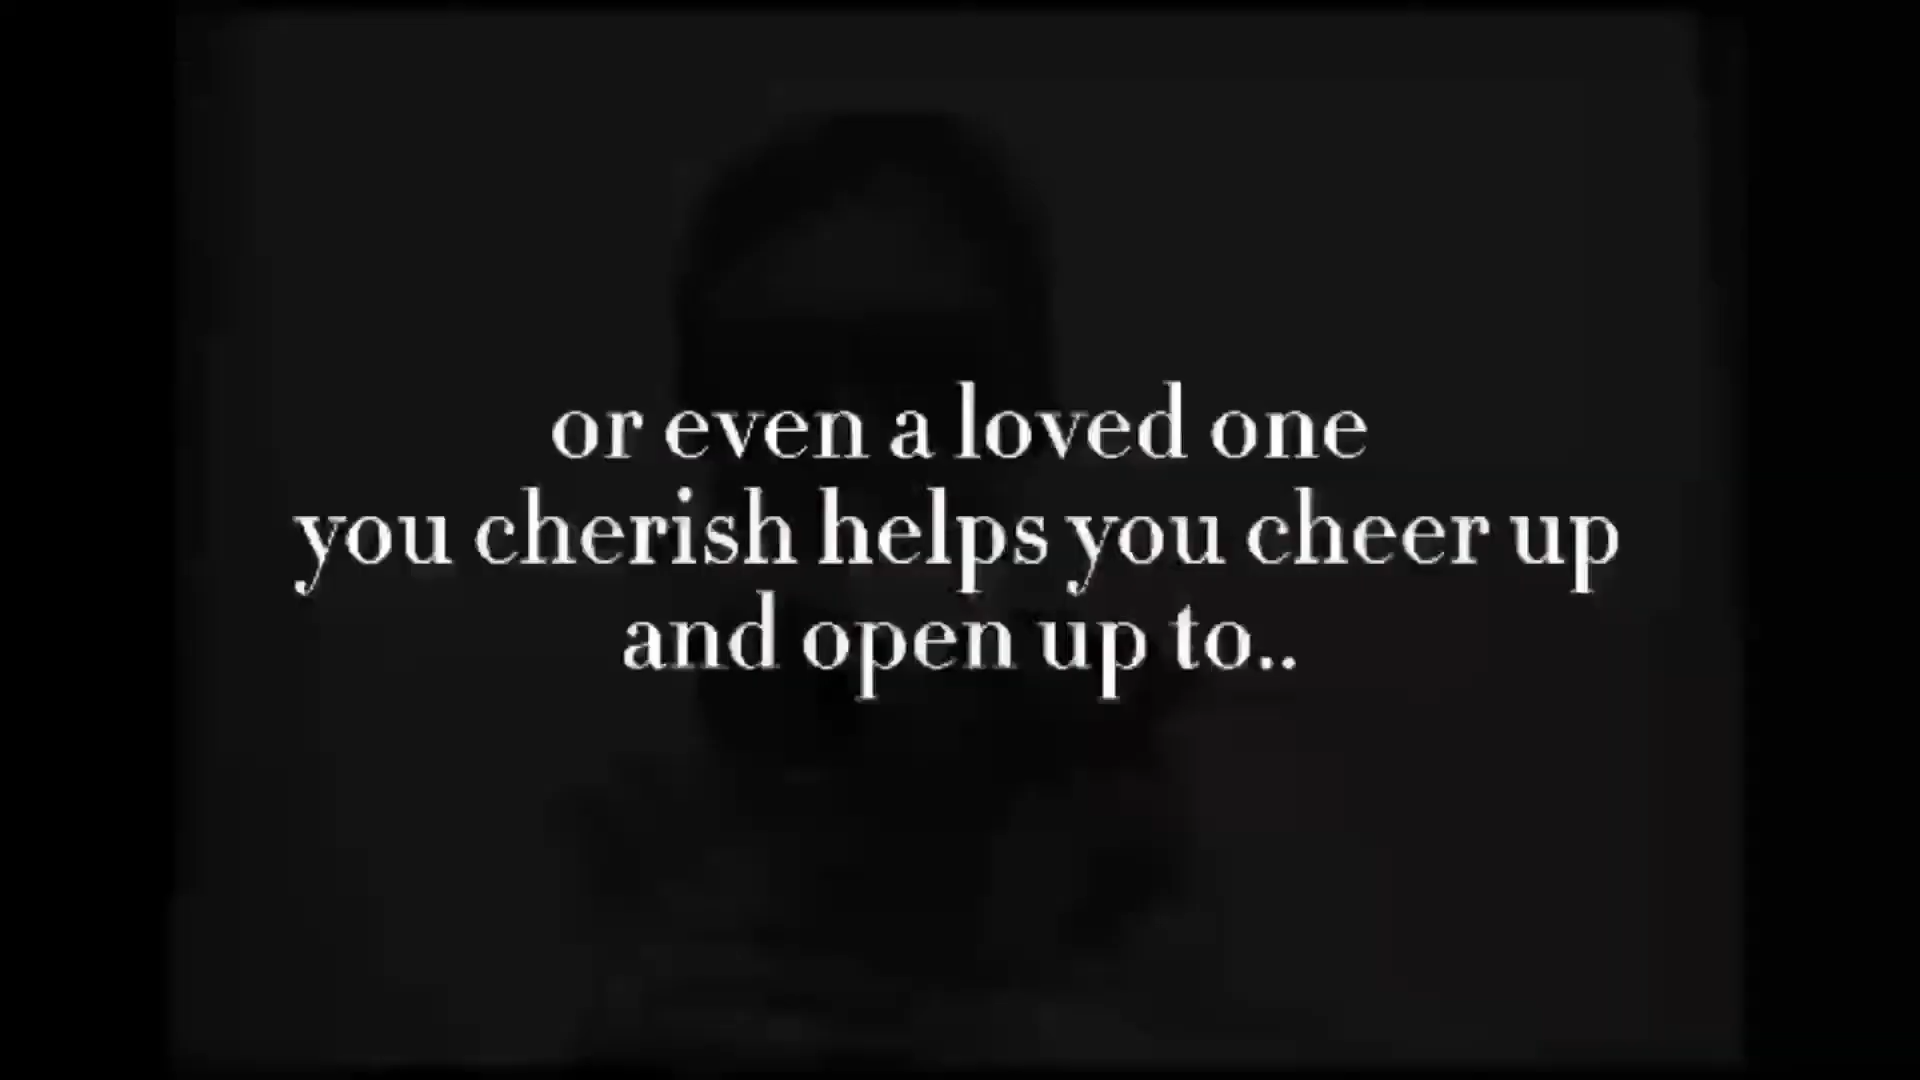 or even a loved one
you cherish helps you cheer up
and open up to..